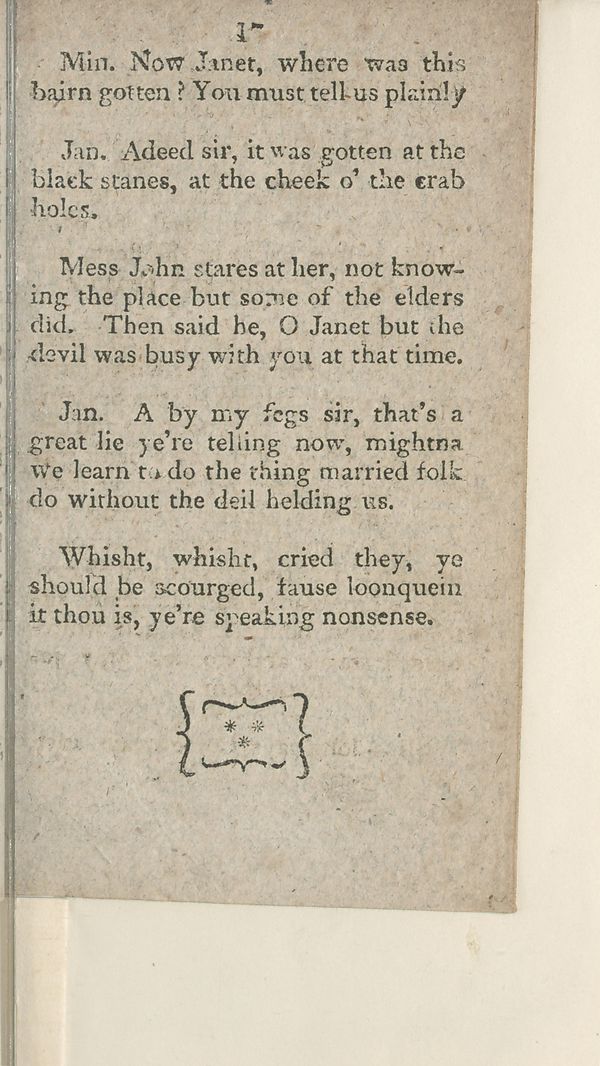 17
Min. Now Janet, where was this
bairn gotten ? You must tell us plainly
Jan. Adeed sir, it was gotten at the
black stanes, at the cheek o' the crab
holes.
Mess John stares at her, not know-
ing the place but some of the elders
did. Then said he, O Janet but the
devil was busy with you at that time.
Jan. A by my fegs sir, that's a
great lie ye're telling now, mightna
we learn to do the thing married folk
do without the deil helding us.
Whisht, whisht, cried they, ye
should be scourged, fause loonquein
it thou is, ye're speaking nonsense.